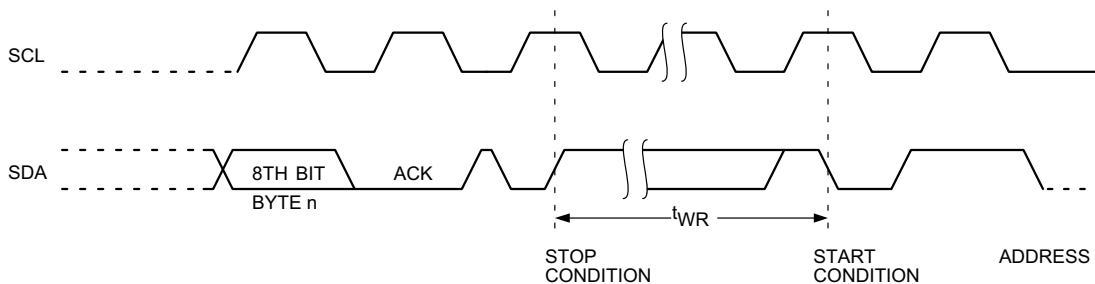 SCL
SDA
8TH BIT
ACK
BYTE n
tWR
STOP
CONDITION
START
CONDITION
ADDRESS